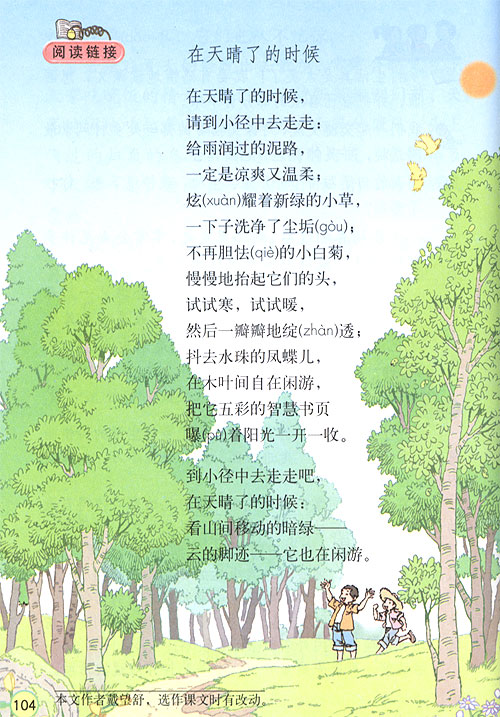 阅读链接
在天晴了的时候
在天晴了的时候，
请到小径中去走走：
给雨润过的泥路，
一定是凉爽又温柔；
炫(xuàn)耀着新绿的小草，
一下子洗净了尘垢(gòu)；
不再胆怯(qiè)的小白菊，
慢慢地抬起它们的头，
试试寒，试试暖，
然后一瓣瓣地绽(zhàn)透；
抖去水珠的凤蝶儿，
在木叶间自在闲游，
把它五彩的智慧书页
曝(pù)着阳光一开一收。
到小径中去走走吧，
在天晴了的时候：
看山间移动的暗绿——
云的脚迹——它也在闲游。
104
本文作者戴望舒，选作课文时有改动。